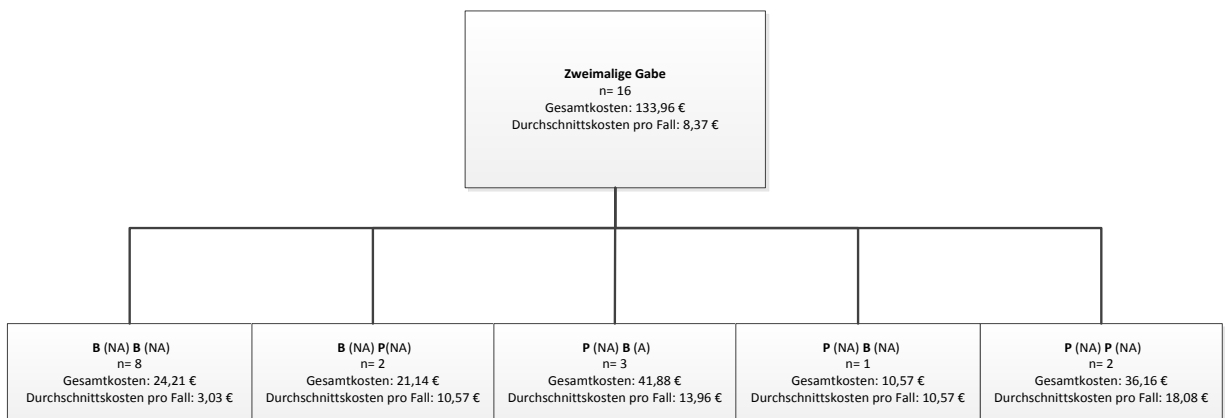 Zweimalige Gabe
n= 16
Gesamtkosten: 133,96 €
Durchschnittskosten pro Fall: 8,37 €
B (NA) B (NA)
n= 8
Gesamtkosten: 24,21 €
Durchschnittskosten pro Fall: 3,03 €
B (NA) P(NA)
n= 2
Gesamtkosten: 21,14 €
Durchschnittskosten pro Fall: 10,57 €
P (NA) B (A)
n= 3
Gesamtkosten: 41,88 €
Durchschnittskosten pro Fall: 13,96 €
P (NA) B (NA)
n= 1
Gesamtkosten: 10,57 €
Durchschnittskosten pro Fall: 10,57 €
P (NA) P (NA)
n= 2
Gesamtkosten: 36,16 €
Durchschnittskosten pro Fall: 18,08 €